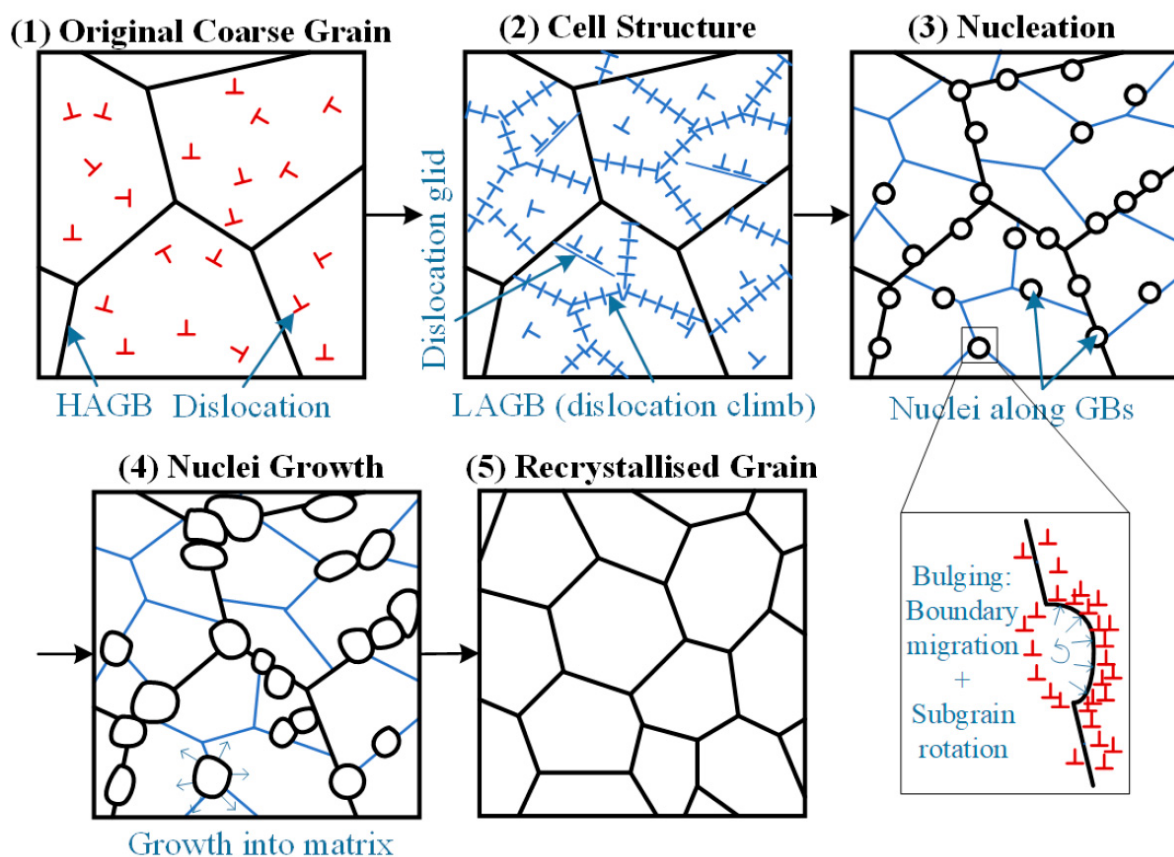 (1) Original Coarse Grain
(2) Cell Structure
(3) Nucleation
Dislocation glid
HAGB
Dislocation
LAGB (dislocation climb)
Nuclei along GBs
(4) Nuclei Growth
(5) Recrystallised Grain
Growth into matrix
Bulging:
Boundary
migration
+
Subgrain
rotation